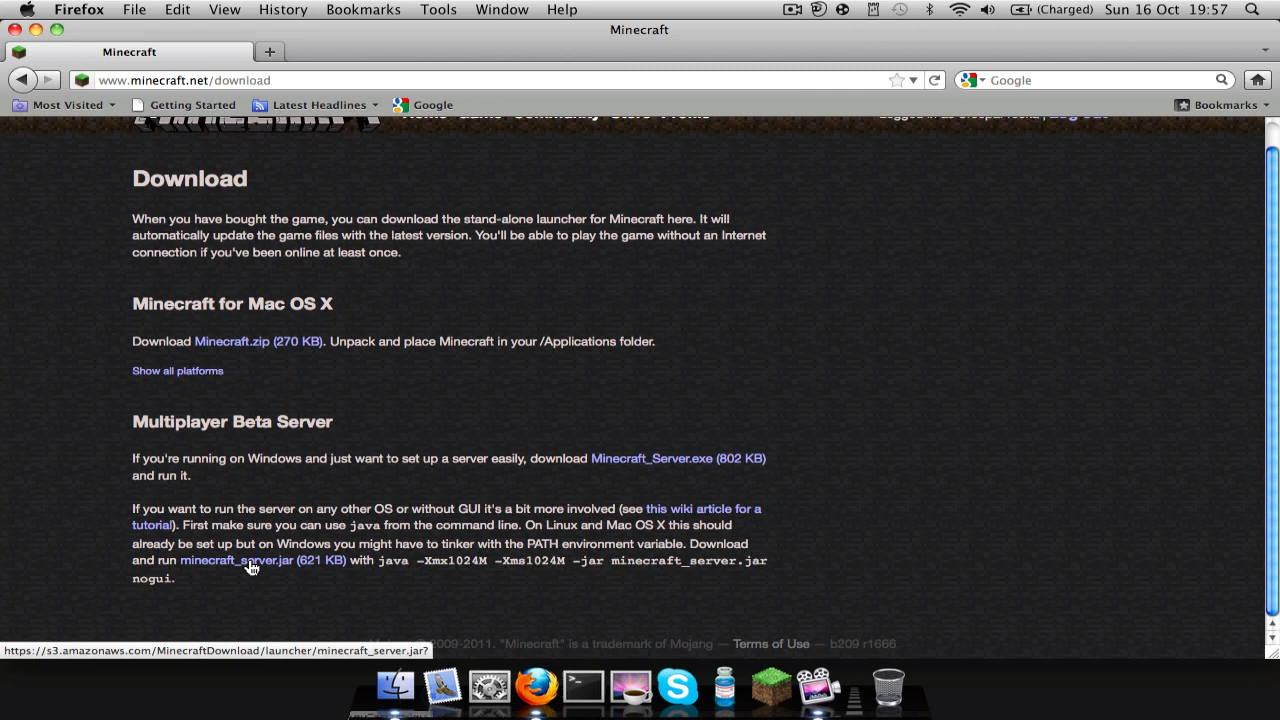 Firefox File Edit View History Bookmarks Tools Window Help (Charged) Sun 16 Oct 19:57
Minecraft
Minecraft
www.minecraft.net/download Google
Most Visited Getting Started Latest Headlines Google Bookmarks
Download
When you have bought the game, you can download the stand-alone launcher for Minecraft here. It will
automatically update the game files with the latest version. You'll be able to play the game without an Internet
connection if you've been online at least once.
Minecraft for Mac OS X
Download Minecraft.zip (270 KB). Unpack and place Minecraft in your /Applications folder.
Show all platforms
Multiplayer Beta Server
If you're running on Windows and just want to set up a server easily, download Minecraft_Server.exe (802 KB)
and run it.
If you want to run the server on any other OS or without GUI it's a bit more involved (see this wiki article for a
tutorial). First make sure you can use java from the command line. On Linux and Mac OS X this should
already be set up but on Windows you might have to tinker with the PATH environment variable. Download
and run minecraft_server.jar (621 KB) with java -Xmx1024M -Xms1024M -jar minecraft_server.jar
nogui.
Mojang © 2009-2011. "Minecraft" is a trademark of Mojang — Terms of Use — b209 r1666
https://s3.amazonaws.com/MinecraftDownload/launcher/minecraft_server.jar?